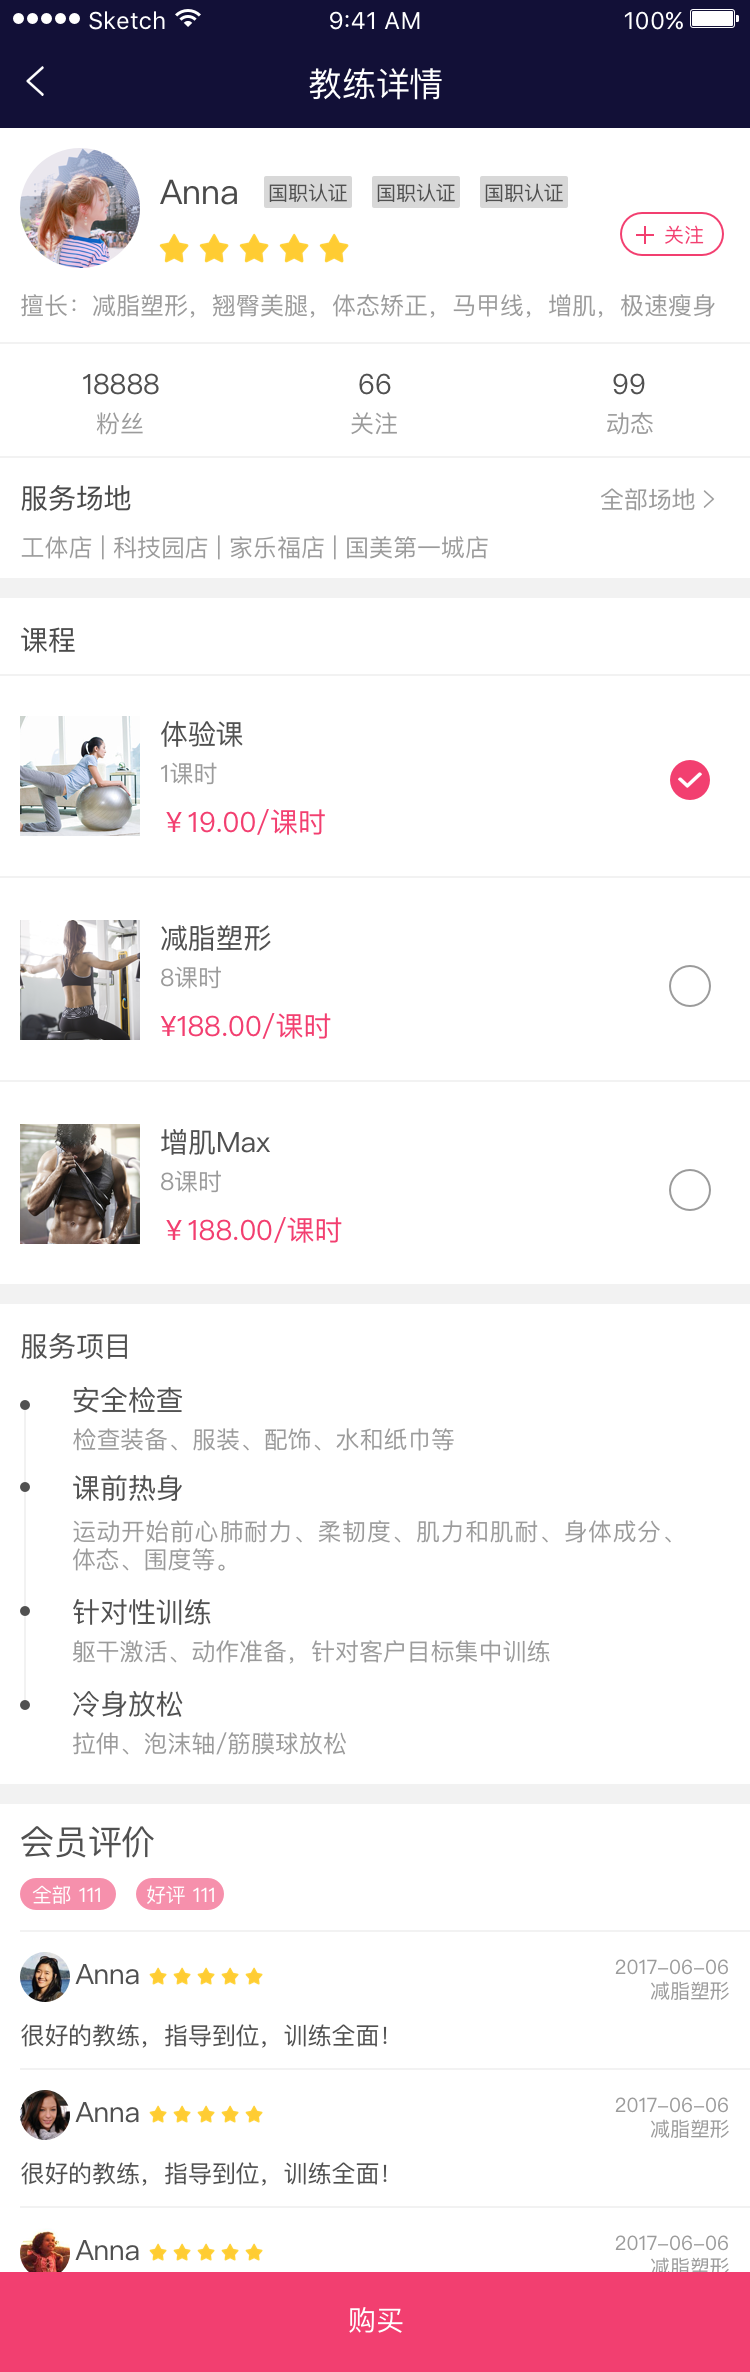 Sketch 9:41 AM 100%
教练详情
Anna 国职认证 国职认证 国职认证
关注
擅长：减脂塑形，翘臀美腿，体态矫正，马甲线，增肌，极速瘦身
18888 66 99
粉丝 关注 动态
服务场地 全部场地
工体店 | 科技园店 | 家乐福店 | 国美第一城店
课程
体验课
1课时
￥19.00/课时
减脂塑形
8课时
¥188.00/课时
增肌Max
8课时
￥188.00/课时
服务项目
安全检查
检查装备、服装、配饰、水和纸巾等
课前热身
运动开始前心肺耐力、柔韧度、肌力和肌耐、身体成分、
体态、围度等。
针对性训练
躯干激活、动作准备，针对客户目标集中训练
冷身放松
拉伸、泡沫轴/筋膜球放松
会员评价
全部 111 好评 111
Anna 2017-06-06
减脂塑形
很好的教练，指导到位，训练全面！
Anna 2017-06-06
减脂塑形
很好的教练，指导到位，训练全面！
Anna 2017-06-06
减脂塑形
购买